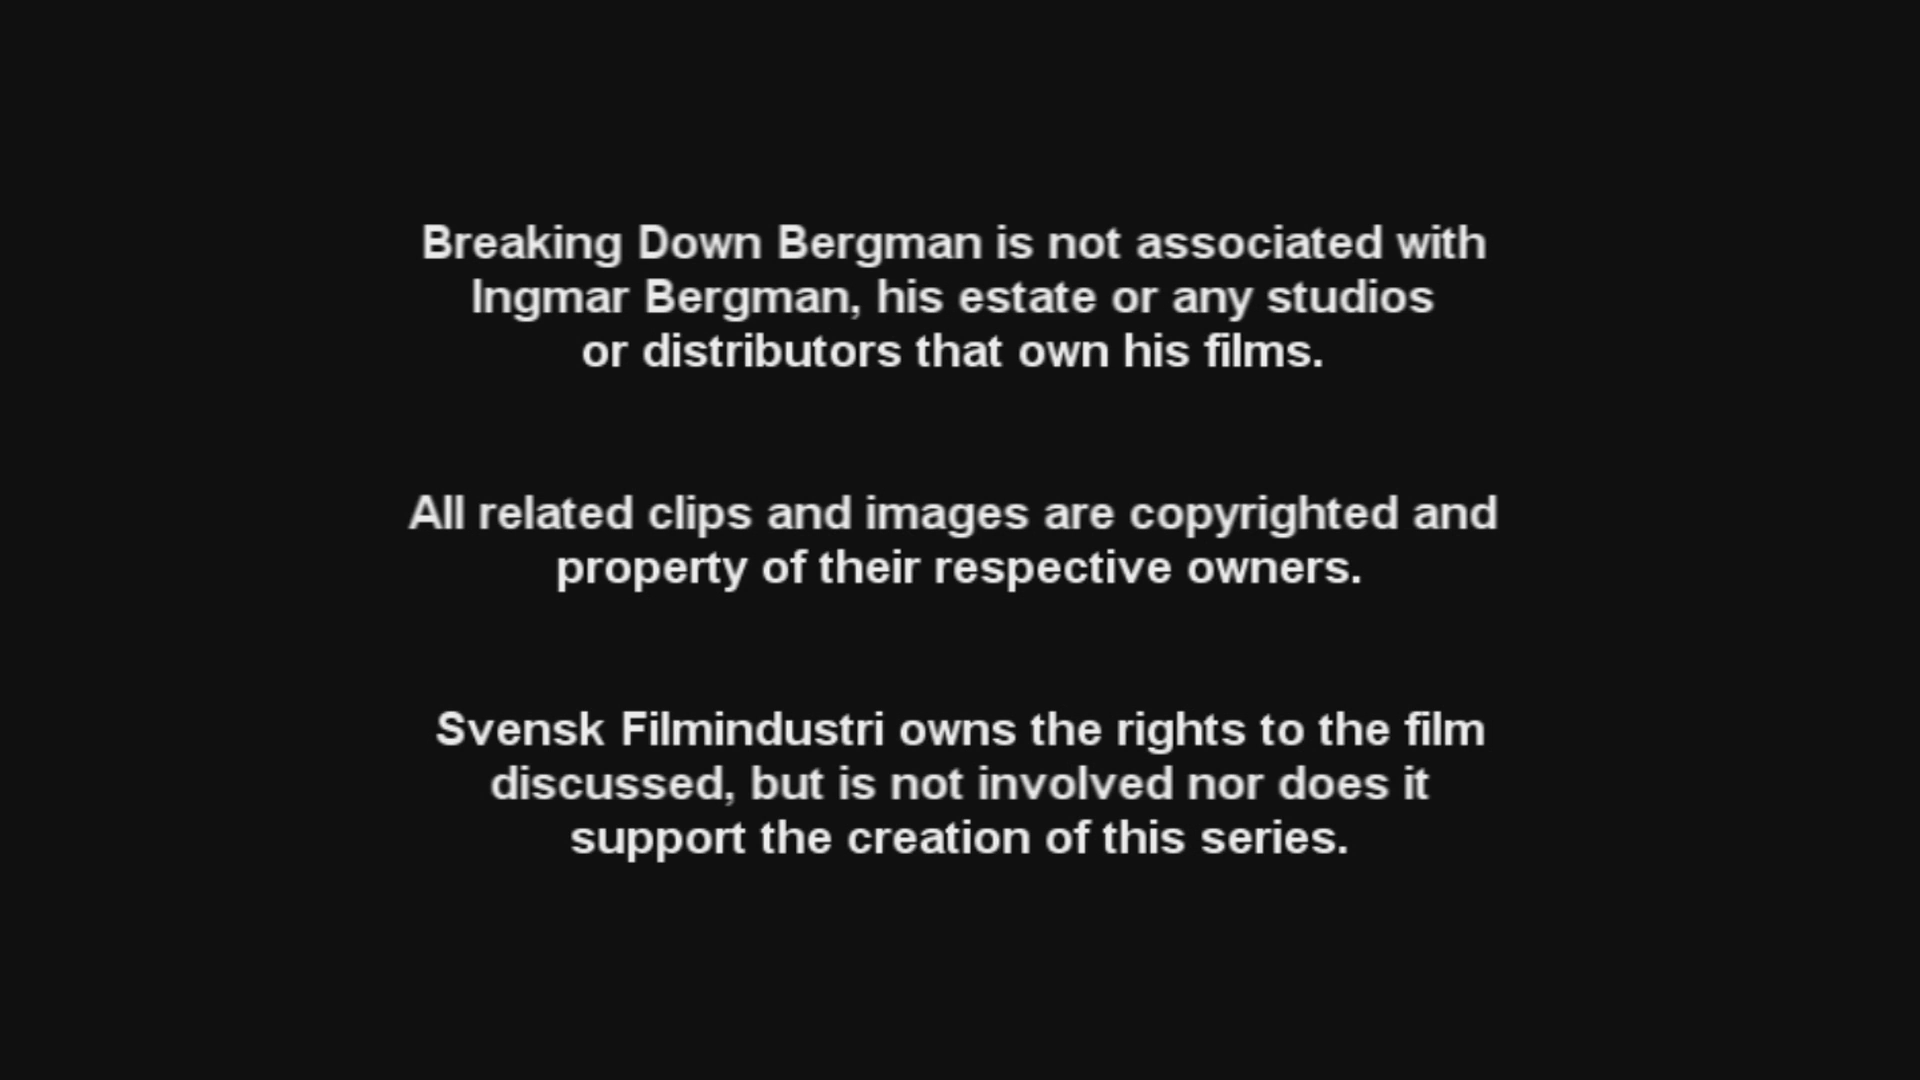 Breaking Down Bergman is not associated with
Ingmar Bergman, his estate or any studios
or distributors that own his films.
All related clips and images are copyrighted and
property of their respective owners.
Svensk Filmindustri owns the rights to the film
discussed, but is not involved nor does it
support the creation of this series.